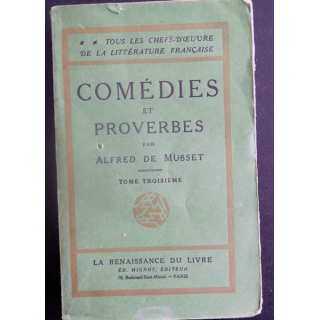 TOUS LES CHEFS-D'ŒUVRE
DE LA LITTÉRATURE FRANÇAISE
COMÉDIES
ET
PROVERBES
PAR
ALFRED DE MUSSET
TOME TROISIÈME
LA RENAISSANCE DU LIVRE
ÉD. MIGNOT, ÉDITEUR
78, Boulevard Saint-Michel — PARIS